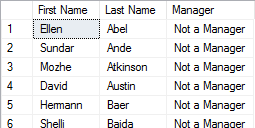 First Name Last Name Manager
1 Ellen Abel Not a Manager
2 Sundar Ande Not a Manager
3 Mozhe Atkinson Not a Manager
4 David Austin Not a Manager
5 Hermann Baer Not a Manager
6 Shelli Baida Not a Manager